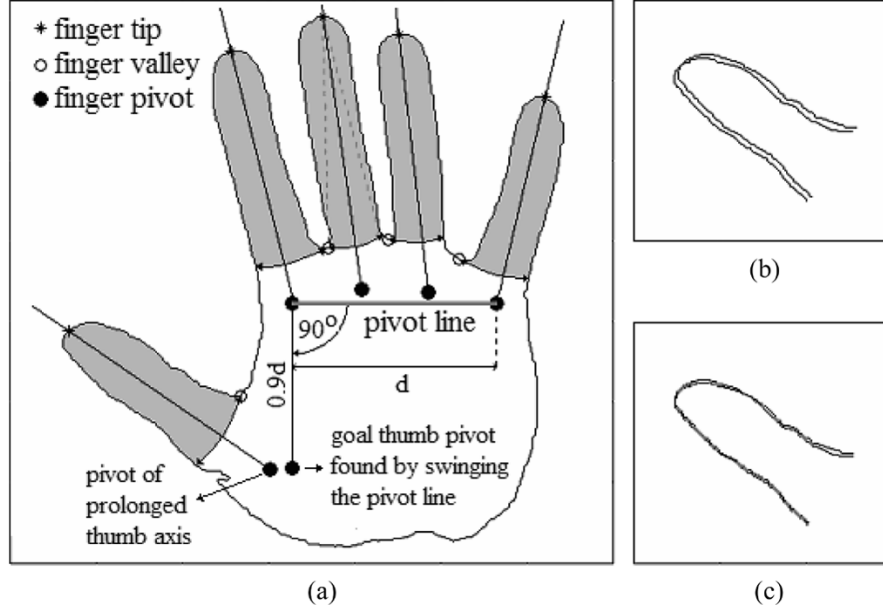 finger tip
finger valley
finger pivot
90°
pivot line
0.9d
d
goal thumb pivot
found by swinging
the pivot line
pivot of
prolonged
thumb axis
(a)
(b)
(c)